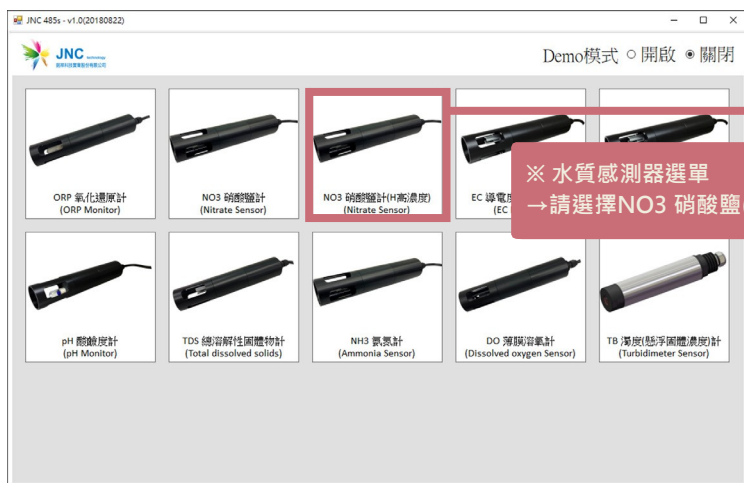 JNC 485s - v1.0(20180822)
JNC technology
Demo模式 開啟 關閉
ORP 氧化還原計
(ORP Monitor)
NO3 硝酸鹽計
(Nitrate Sensor)
NO3 硝酸鹽計(H高濃度)
(Nitrate Sensor)
EC 導電度
(EC
※ 水質感測器選單
→請選擇NO3 硝酸鹽
pH 酸鹼度計
(pH Monitor)
TDS 總溶解性固體物計
(Total dissolved solids)
NH3 氨氮計
(Ammonia Sensor)
DO 薄膜溶氧計
(Dissolved oxygen Sensor)
TB 濁度(懸浮固體濃度)計
(Turbidimeter Sensor)